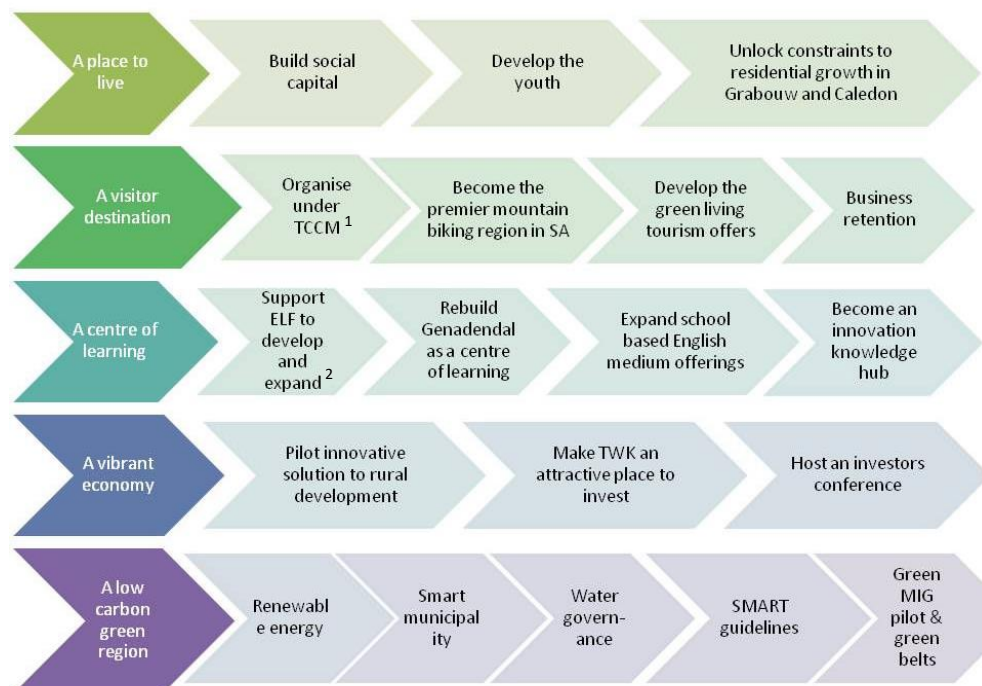 A place to
live
Build social
capital
Develop the
youth
Unlock constraints to
residential growth in
Grabouw and Caledon
A visitor
destination
Organise
under
TCCM 1
Become the
premier mountain
biking region in SA
Develop the
green living
tourism offers
Business
retention
A centre of
learning
Support
ELF to
develop
and
expand 2
Rebuild
Genadendal
as a centre
of learning
Expand school
based English
medium offerings
Become an
innovation
knowledge
hub
A vibrant
economy
Pilot innovative
solution to rural
development
Make TWK an
attractive place to
invest
Host an investors
conference
A low
carbon
green
region
Renewabl
e energy
Smart
municipal
ity
Water
govern-
ance
SMART
guidelines
Green
MIG
pilot &
green
belts